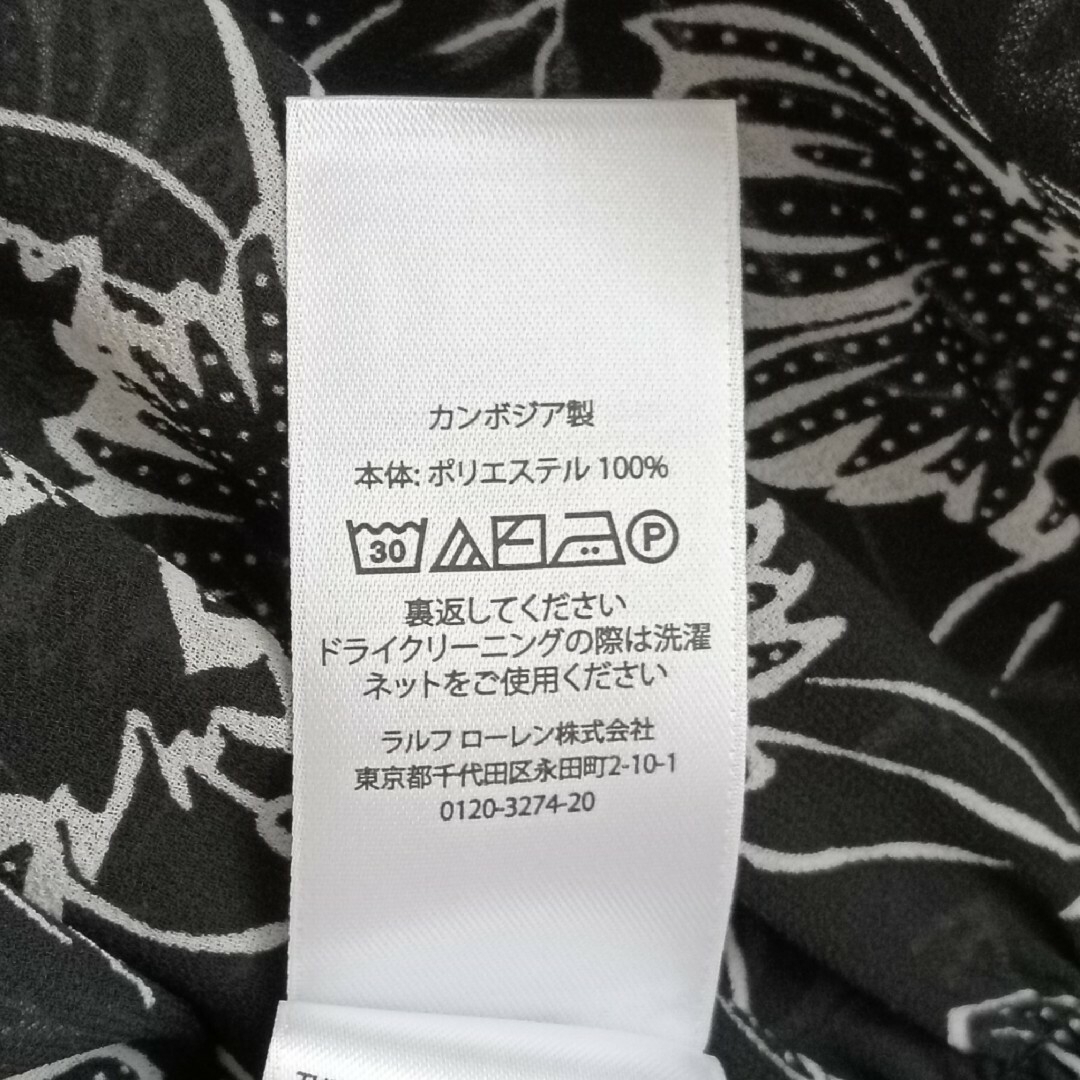 カンボジア製
本体: ポリエステル 100%
30 P
裏返してください
ドライクリーニングの際は洗濯
ネットをご使用ください
ラルフ ローレン株式会社
東京都千代田区永田町2-10-1
0120-3274-20